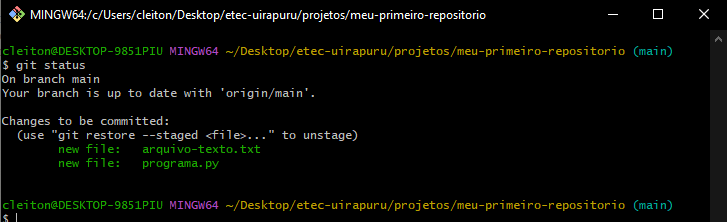 MINGW64:/c/Users/cleiton/Desktop/etec-uirapuru/projetos/meu-primeiro-repositorio
cleiton@DESKTOP-9851PIU MINGW64 ~/Desktop/etec-uirapuru/projetos/meu-primeiro-repositorio (main)
$ git status
On branch main
Your branch is up to date with 'origin/main'.
Changes to be committed:
  (use "git restore --staged <file>..." to unstage)
        new file:   arquivo-texto.txt
        new file:   programa.py
cleiton@DESKTOP-9851PIU MINGW64 ~/Desktop/etec-uirapuru/projetos/meu-primeiro-repositorio (main)
$